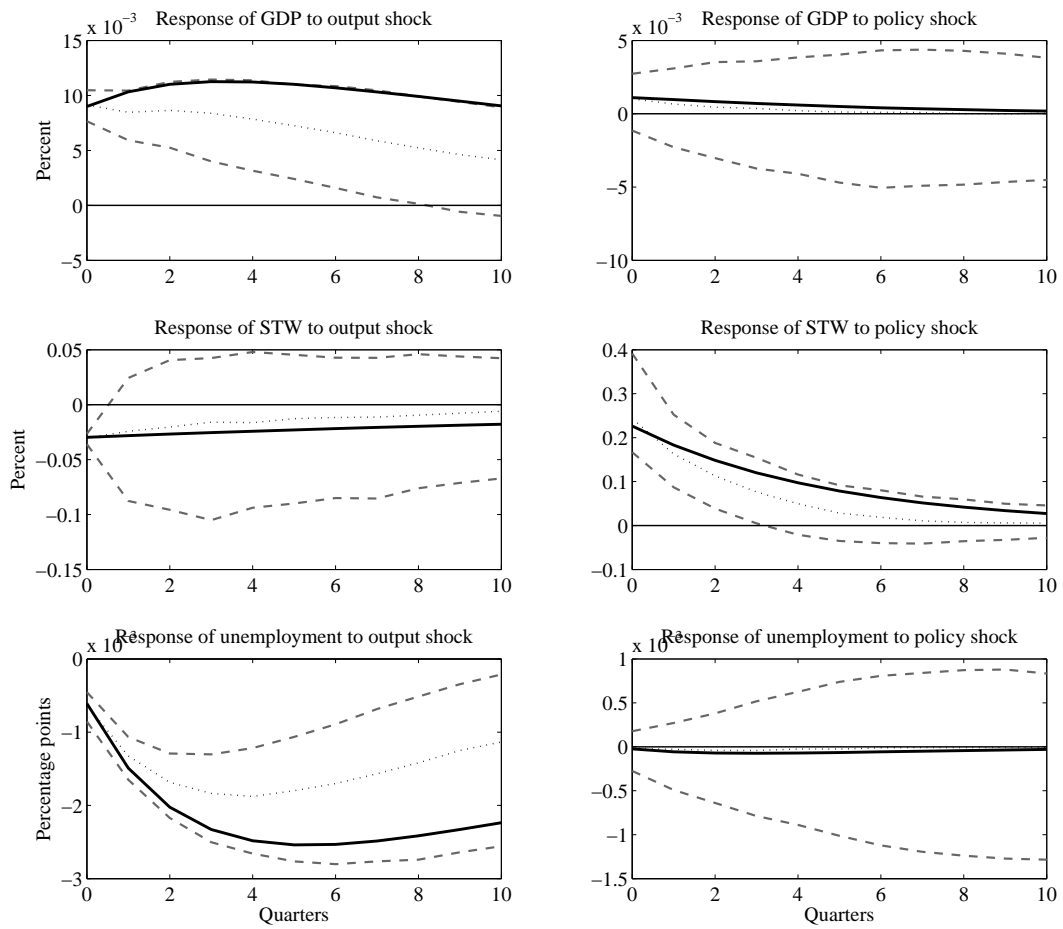 Response of GDP to output shock
x 10⁻³
15
10
5
0
−5
Percent
0 2 4 6 8 10
Response of GDP to policy shock
x 10⁻³
5
0
−5
−10
0 2 4 6 8 10
Response of STW to output shock
0.05
0
−0.05
−0.1
−0.15
Percent
0 2 4 6 8 10
Response of STW to policy shock
0.4
0.3
0.2
0.1
0
−0.1
0 2 4 6 8 10
Response of unemployment to output shock
x 10⁻³
0
−1
−2
−3
Percentage points
0 2 4 6 8 10
Quarters
Response of unemployment to policy shock
x 10⁻³
1
0.5
0
−0.5
−1
−1.5
0 2 4 6 8 10
Quarters